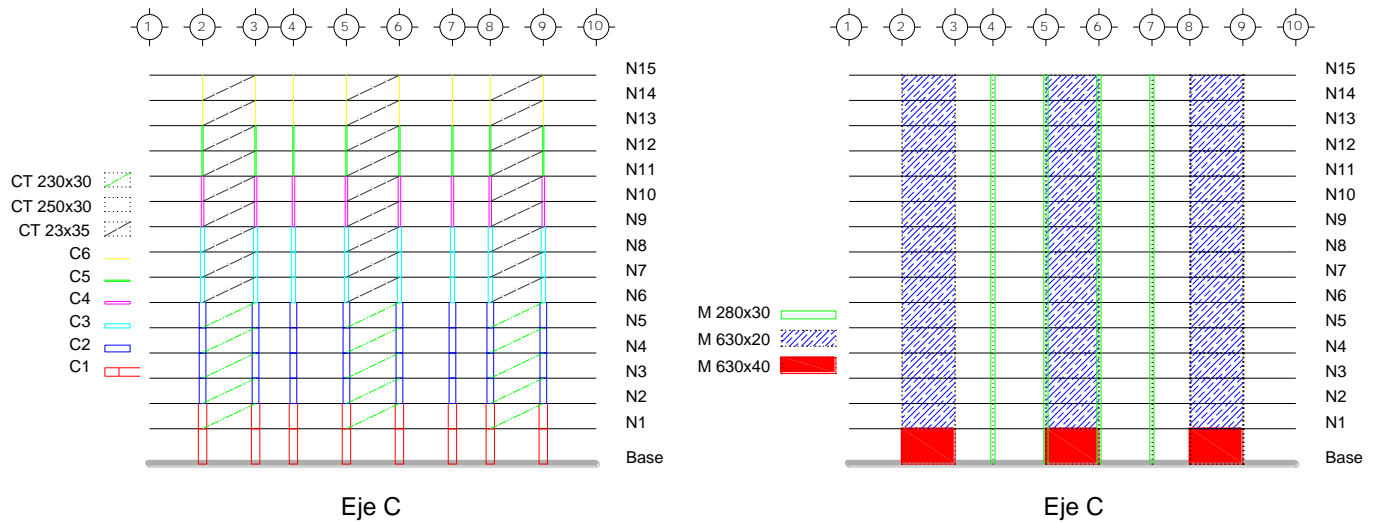 1 2 3 4 5 6 7 8 9 10
N15
N14
N13
N12
N11
N10
N9
N8
N7
N6
N5
N4
N3
N2
N1
Base
CT 230x30
CT 250x30
CT 23x35
C6
C5
C4
C3
C2
C1
Eje C
1 2 3 4 5 6 7 8 9 10
N15
N14
N13
N12
N11
N10
N9
N8
N7
N6
N5
N4
N3
N2
N1
Base
M 280x30
M 630x20
M 630x40
Eje C